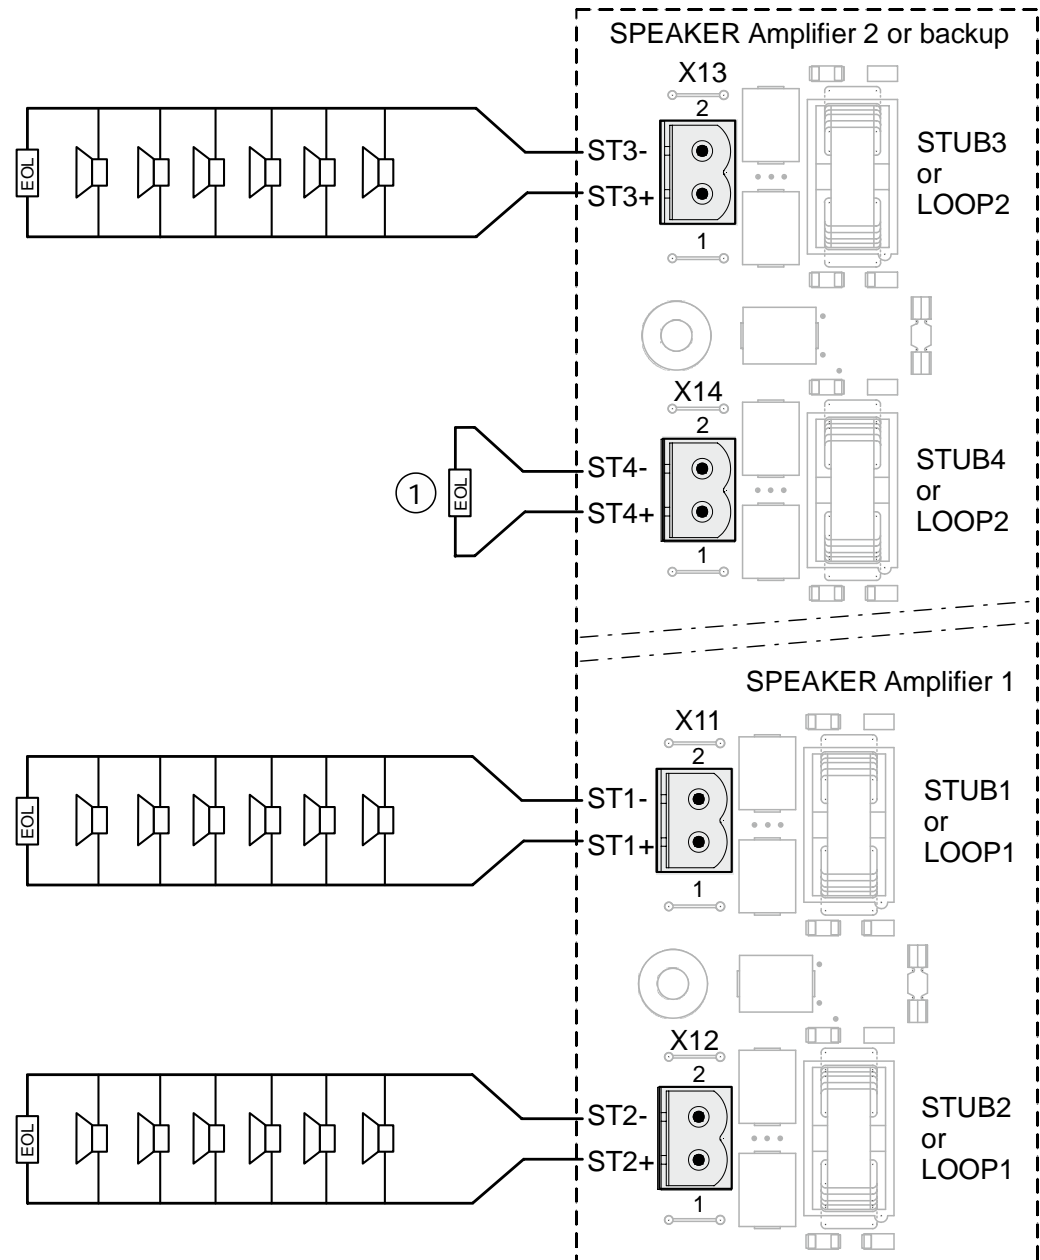 SPEAKER Amplifier 2 or backup
X13
2
ST3-
ST3+
1
EOL
STUB3
or
LOOP2
X14
2
ST4-
ST4+
1
1
EOL
STUB4
or
LOOP2
SPEAKER Amplifier 1
X11
2
ST1-
ST1+
1
EOL
STUB1
or
LOOP1
X12
2
ST2-
ST2+
1
EOL
STUB2
or
LOOP1